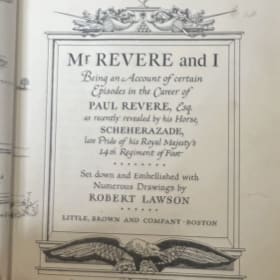 Mr REVERE and I
Being an Account of certain
Episodes in the Career of
PAUL REVERE, Esq.
as recently revealed by his Horse,
SCHEHERAZADE,
late Pride of his Royal Majesty's
14th Regiment of Foot
Set down and Embellished with
Numerous Drawings by
ROBERT LAWSON
LITTLE, BROWN AND COMPANY · BOSTON